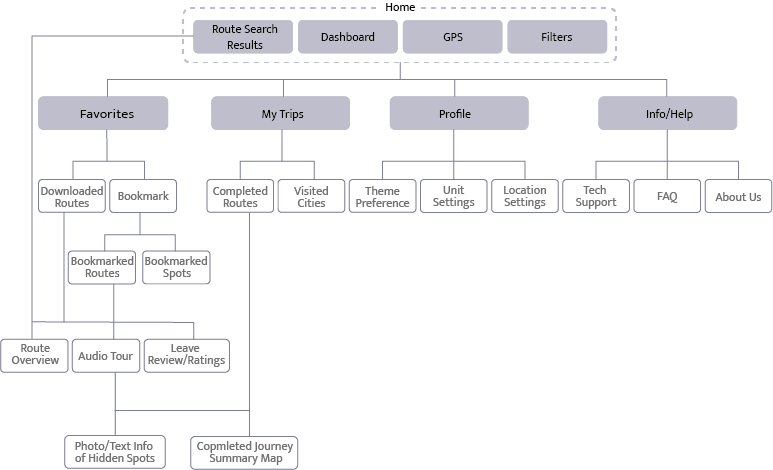 Home
Route Search
Results
Dashboard
GPS
Filters
Favorites
My Trips
Profile
Info/Help
Downloaded
Routes
Bookmark
Completed
Routes
Visited
Cities
Theme
Preference
Unit
Settings
Location
Settings
Tech
Support
FAQ
About Us
Bookmarked
Routes
Bookmarked
Spots
Route
Overview
Audio Tour
Leave
Review/Ratings
Photo/Text Info
of Hidden Spots
Copmleted Journey
Summary Map